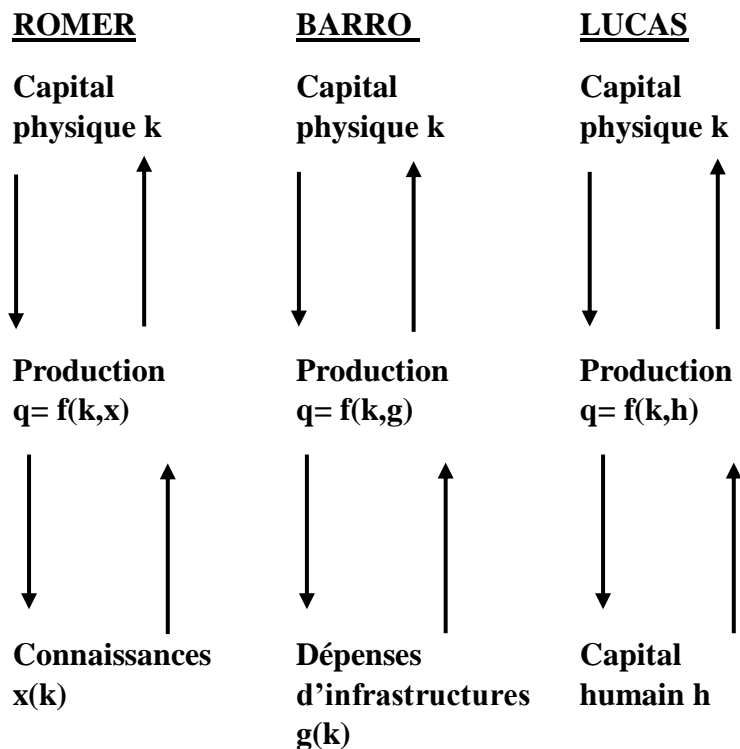 ROMER
Capital
physique k
Production
q= f(k,x)
Connaissances
x(k)
BARRO
Capital
physique k
Production
q= f(k,g)
Dépenses
d'infrastructures
g(k)
LUCAS
Capital
physique k
Production
q= f(k,h)
Capital
humain h